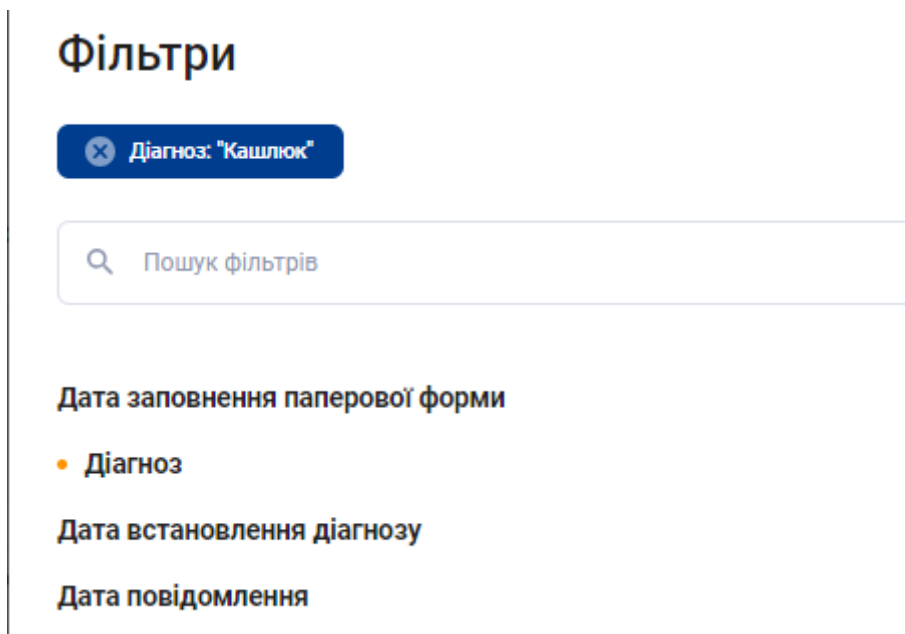 Фільтри
Діагноз: "Кашлюк"
Пошук фільтрів
Дата заповнення паперової форми
Діагноз
Дата встановлення діагнозу
Дата повідомлення